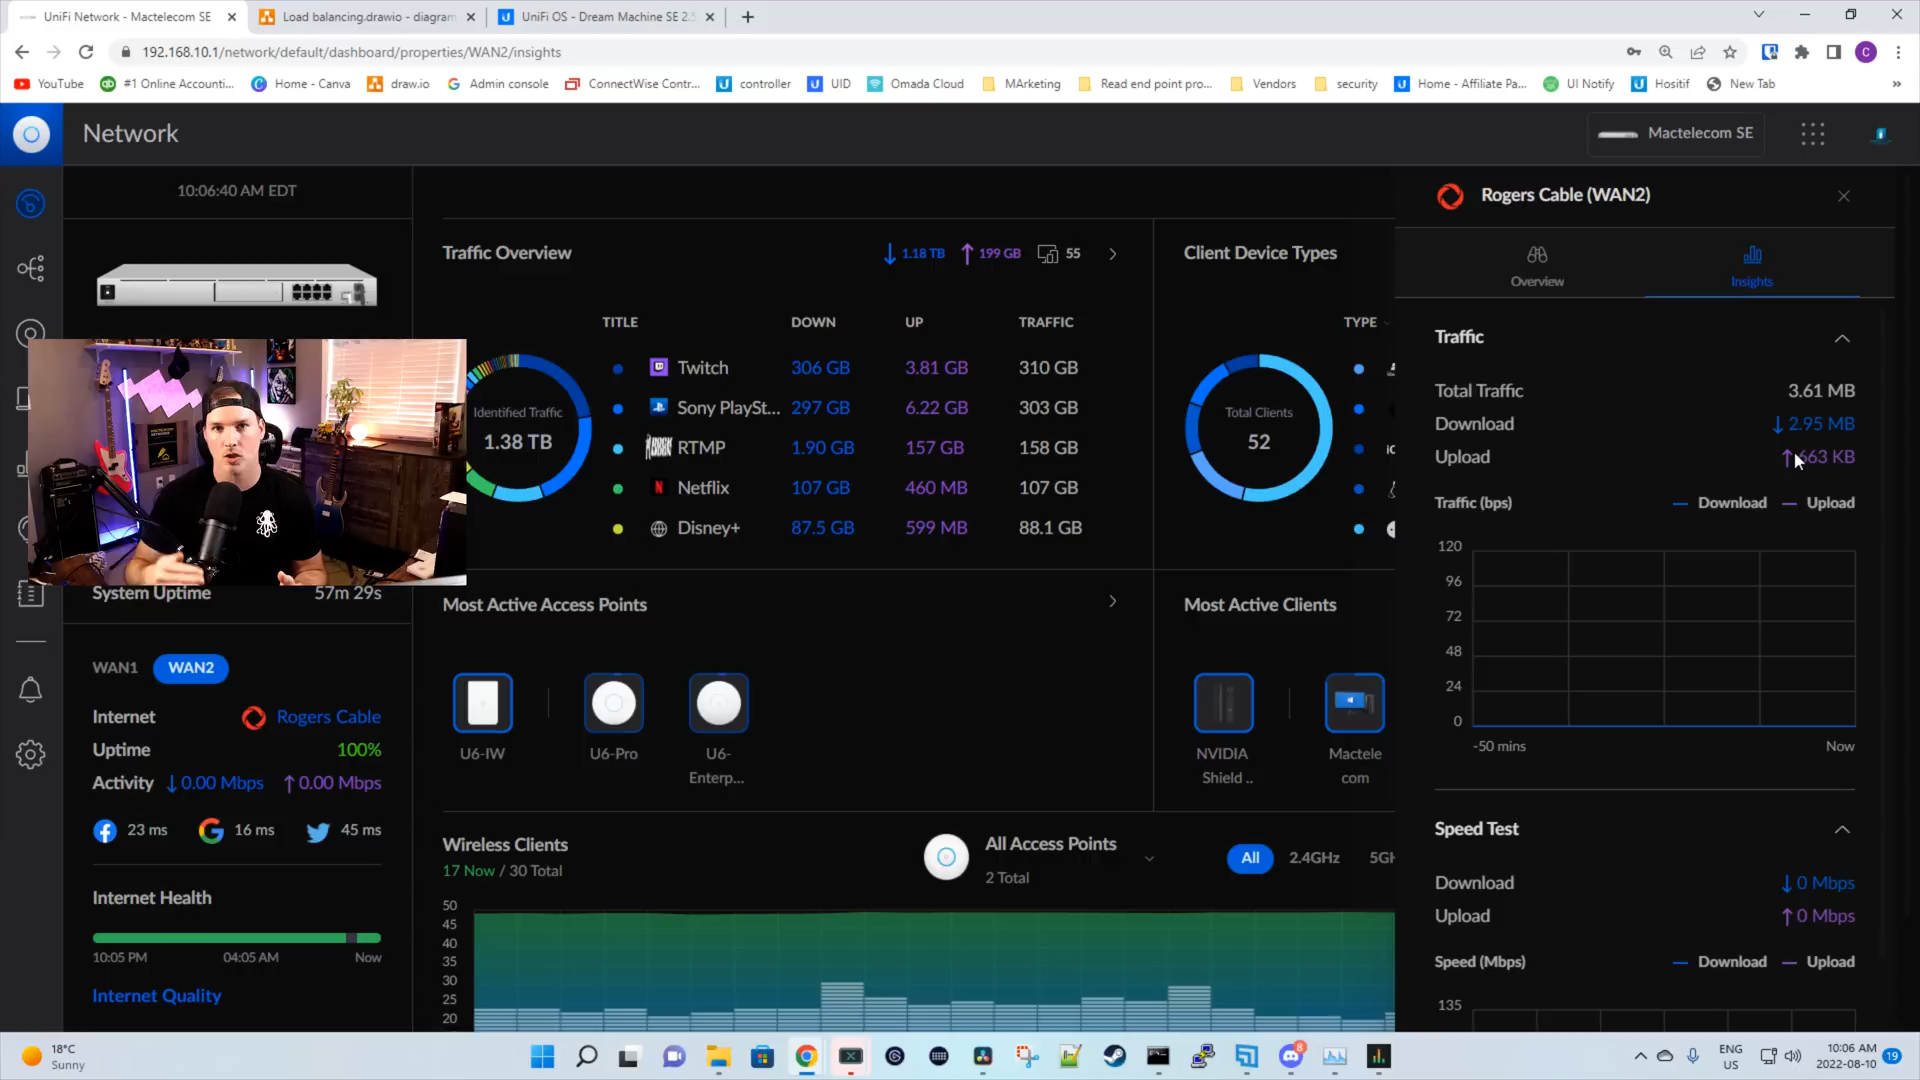 UniFi Network - Mactelecom SE
Load balancing.drawio - diagram
UniFi OS - Dream Machine SE 2.5
192.168.10.1/network/default/dashboard/properties/WAN2/insights
YouTube
#1 Online Accounti...
Home - Canva
draw.io
Admin console
ConnectWise Contr...
controller
UID
Omada Cloud
MArketing
Read end point pro...
Vendors
security
Home - Affiliate Pa...
UI Notify
Hositif
New Tab
Network
Mactelecom SE
10:06:40 AM EDT
System Uptime 57m 29s
WAN1 WAN2
Internet Rogers Cable
Uptime 100%
Activity ↓0.00 Mbps ↑0.00 Mbps
23 ms 16 ms 45 ms
Internet Health
10:05 PM 04:05 AM Now
Internet Quality
Traffic Overview ↓ 1.18 TB ↑ 199 GB 55
TITLE DOWN UP TRAFFIC
Identified Traffic
1.38 TB
Twitch 306 GB 3.81 GB 310 GB
Sony PlaySt... 297 GB 6.22 GB 303 GB
RTMP 1.90 GB 157 GB 158 GB
Netflix 107 GB 460 MB 107 GB
Disney+ 87.5 GB 599 MB 88.1 GB
Client Device Types
TYPE
Total Clients
52
Most Active Access Points
U6-IW
U6-Pro
U6-
Enterp...
Most Active Clients
NVIDIA
Shield ..
Mactele
com
Wireless Clients
17 Now / 30 Total
All Access Points
2 Total
All 2.4GHz 5GH
50
45
40
35
30
25
20
Rogers Cable (WAN2)
Overview
Insights
Traffic
Total Traffic 3.61 MB
Download ↓ 2.95 MB
Upload ↑ 663 KB
Traffic (bps) Download Upload
120
96
72
48
24
0
-50 mins Now
Speed Test
Download ↓ 0 Mbps
Upload ↑ 0 Mbps
Speed (Mbps) Download Upload
135
18°C
Sunny
8
ENG
US
10:06 AM
2022-08-10
19